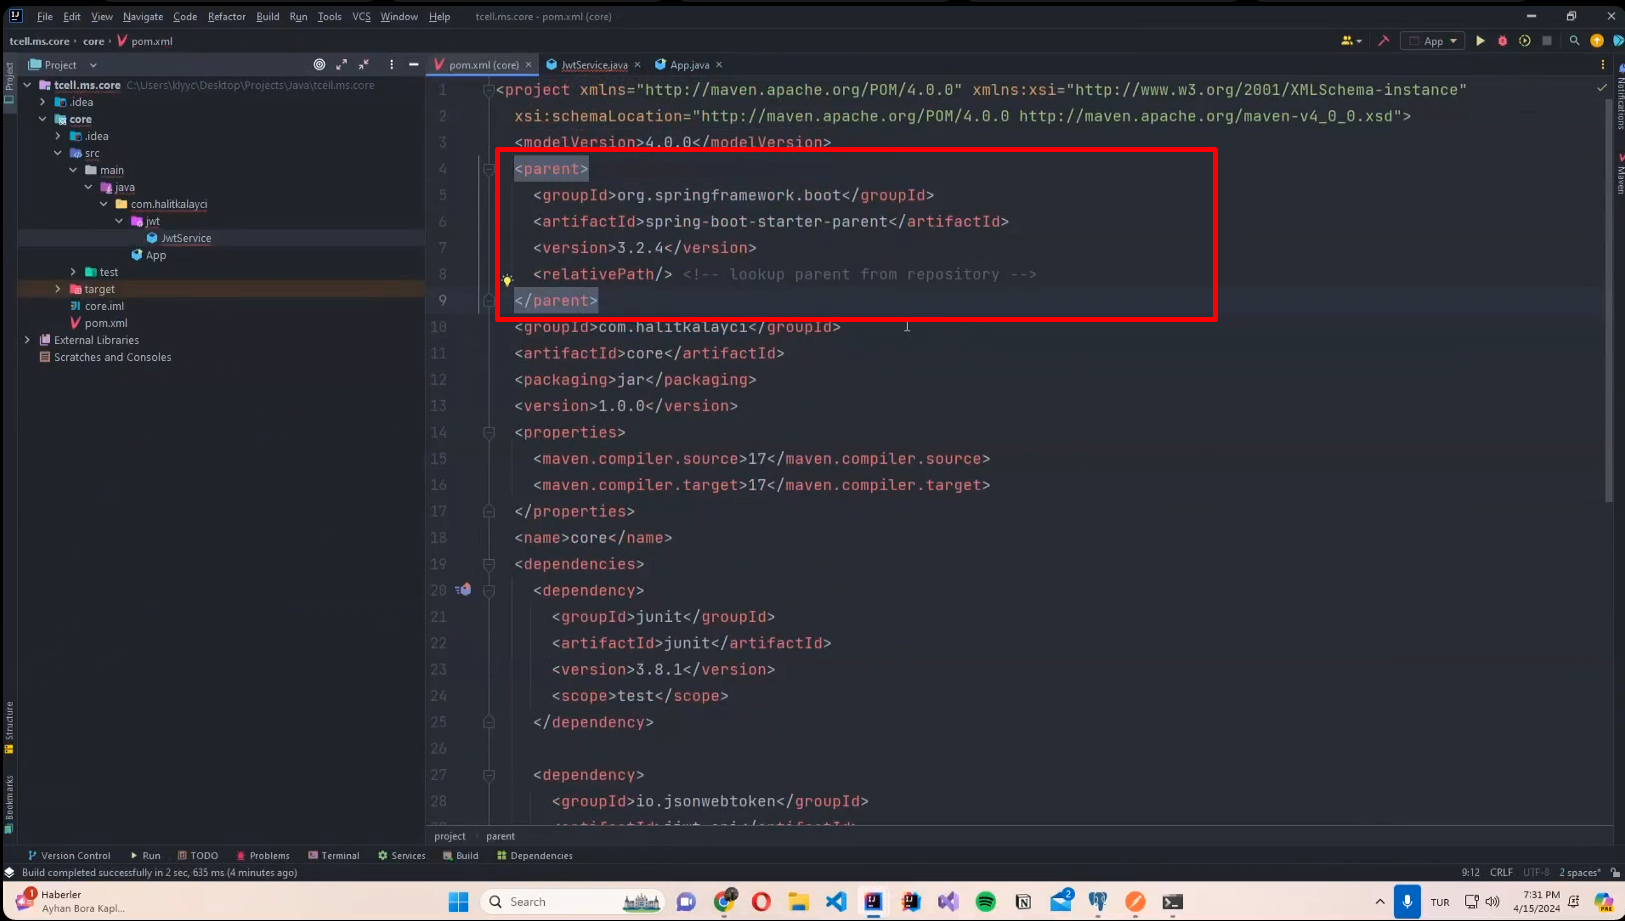 File Edit View Navigate Code Refactor Build Run Tools VCS Window Help tcell.ms.core - pom.xml (core)
tcell.ms.core › core › pom.xml
App
Project
pom.xml (core)
JwtService.java
App.java
tcell.ms.core C:\Users\klyyc\Desktop\Projects\Java\tcell.ms.core
.idea
core
.idea
src
main
java
com.halitkalayci
jwt
JwtService
App
test
target
core.iml
pom.xml
External Libraries
Scratches and Consoles
Project
Structure
Bookmarks
Notifications
Maven
1 <project xmlns="http://maven.apache.org/POM/4.0.0" xmlns:xsi="http://www.w3.org/2001/XMLSchema-instance"
2 xsi:schemaLocation="http://maven.apache.org/POM/4.0.0 http://maven.apache.org/maven-v4_0_0.xsd">
3 <modelVersion>4.0.0</modelVersion>
4 <parent>
5 <groupId>org.springframework.boot</groupId>
6 <artifactId>spring-boot-starter-parent</artifactId>
7 <version>3.2.4</version>
8 <relativePath/> <!-- lookup parent from repository -->
9 </parent>
10 <groupId>com.halitkalayci</groupId>
11 <artifactId>core</artifactId>
12 <packaging>jar</packaging>
13 <version>1.0.0</version>
14 <properties>
15 <maven.compiler.source>17</maven.compiler.source>
16 <maven.compiler.target>17</maven.compiler.target>
17 </properties>
18 <name>core</name>
19 <dependencies>
20 <dependency>
21 <groupId>junit</groupId>
22 <artifactId>junit</artifactId>
23 <version>3.8.1</version>
24 <scope>test</scope>
25 </dependency>
26
27 <dependency>
28 <groupId>io.jsonwebtoken</groupId>
project parent
Version Control Run TODO Problems Terminal Services Build Dependencies
Build completed successfully in 2 sec, 635 ms (4 minutes ago)
9:12 CRLF UTF-8 2 spaces*
1
Haberler
Ayhan Bora Kapl...
Search
2
TUR
7:31 PM
4/15/2024
PRE